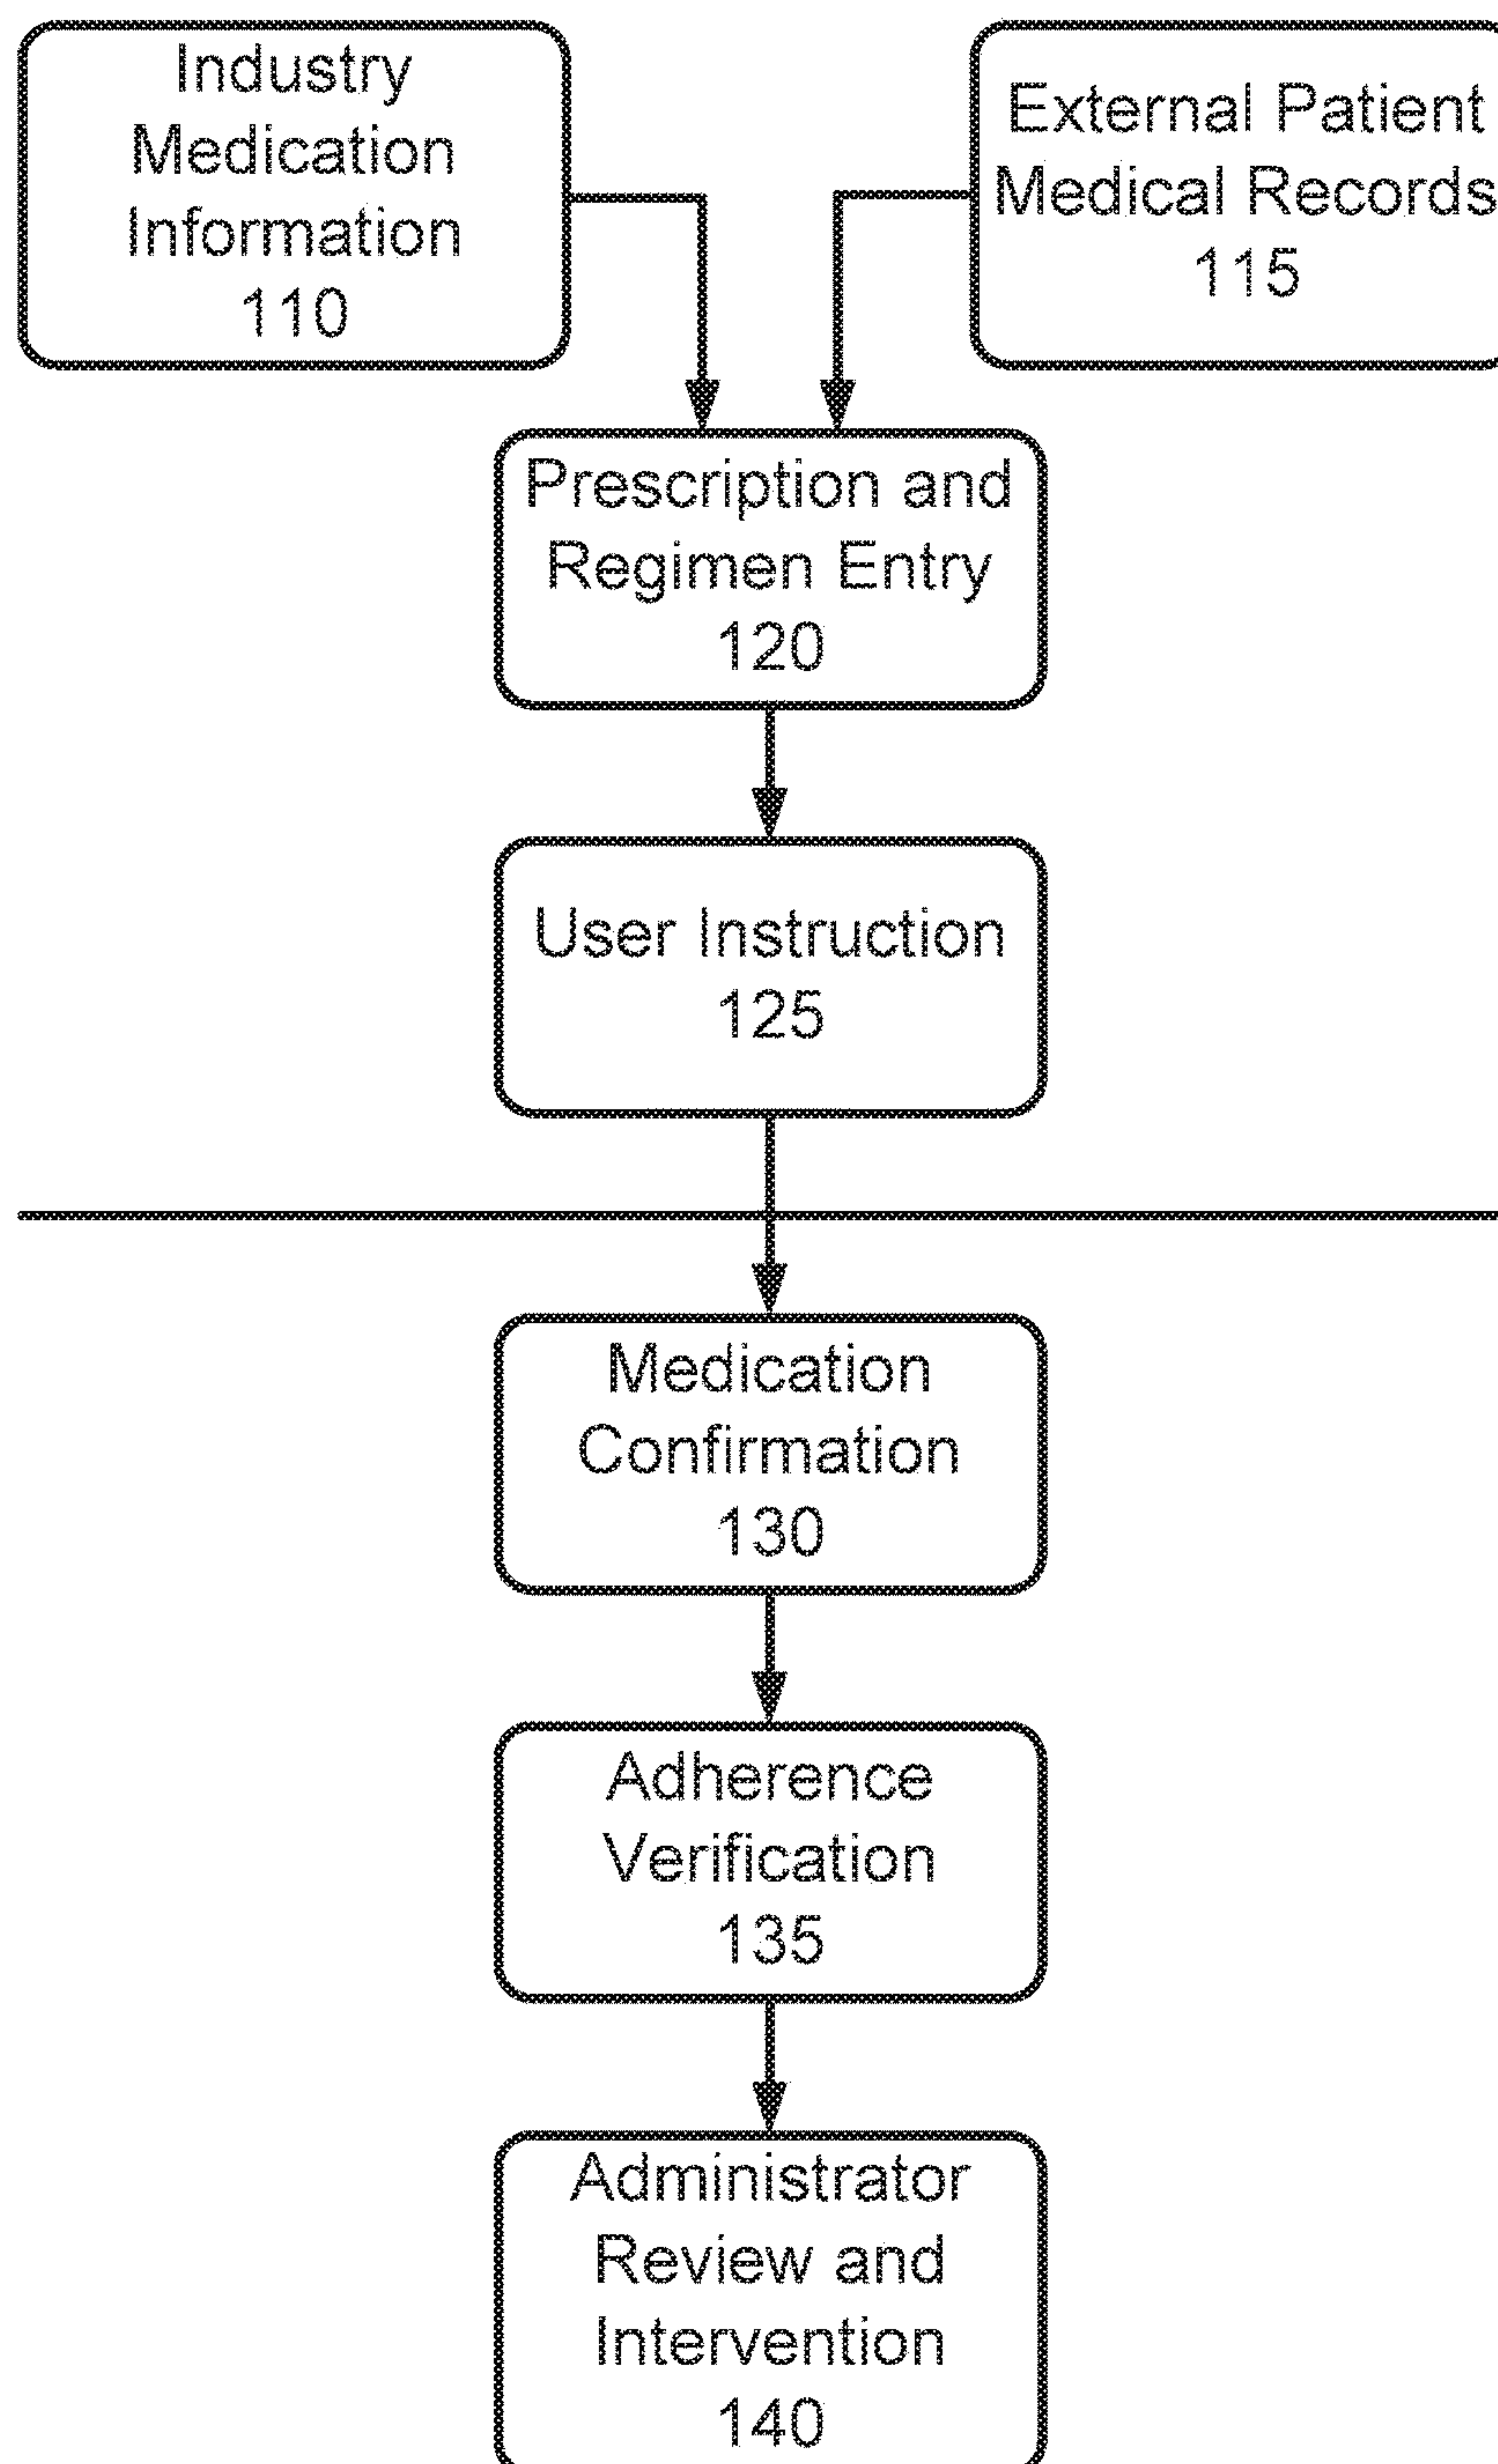 Industry
Medication
Information
110
External Patient
Medical Records
115
Prescription and
Regimen Entry
120
User Instruction
125
Medication
Confirmation
130
Adherence
Verification
135
Administrator
Review and
Intervention
140